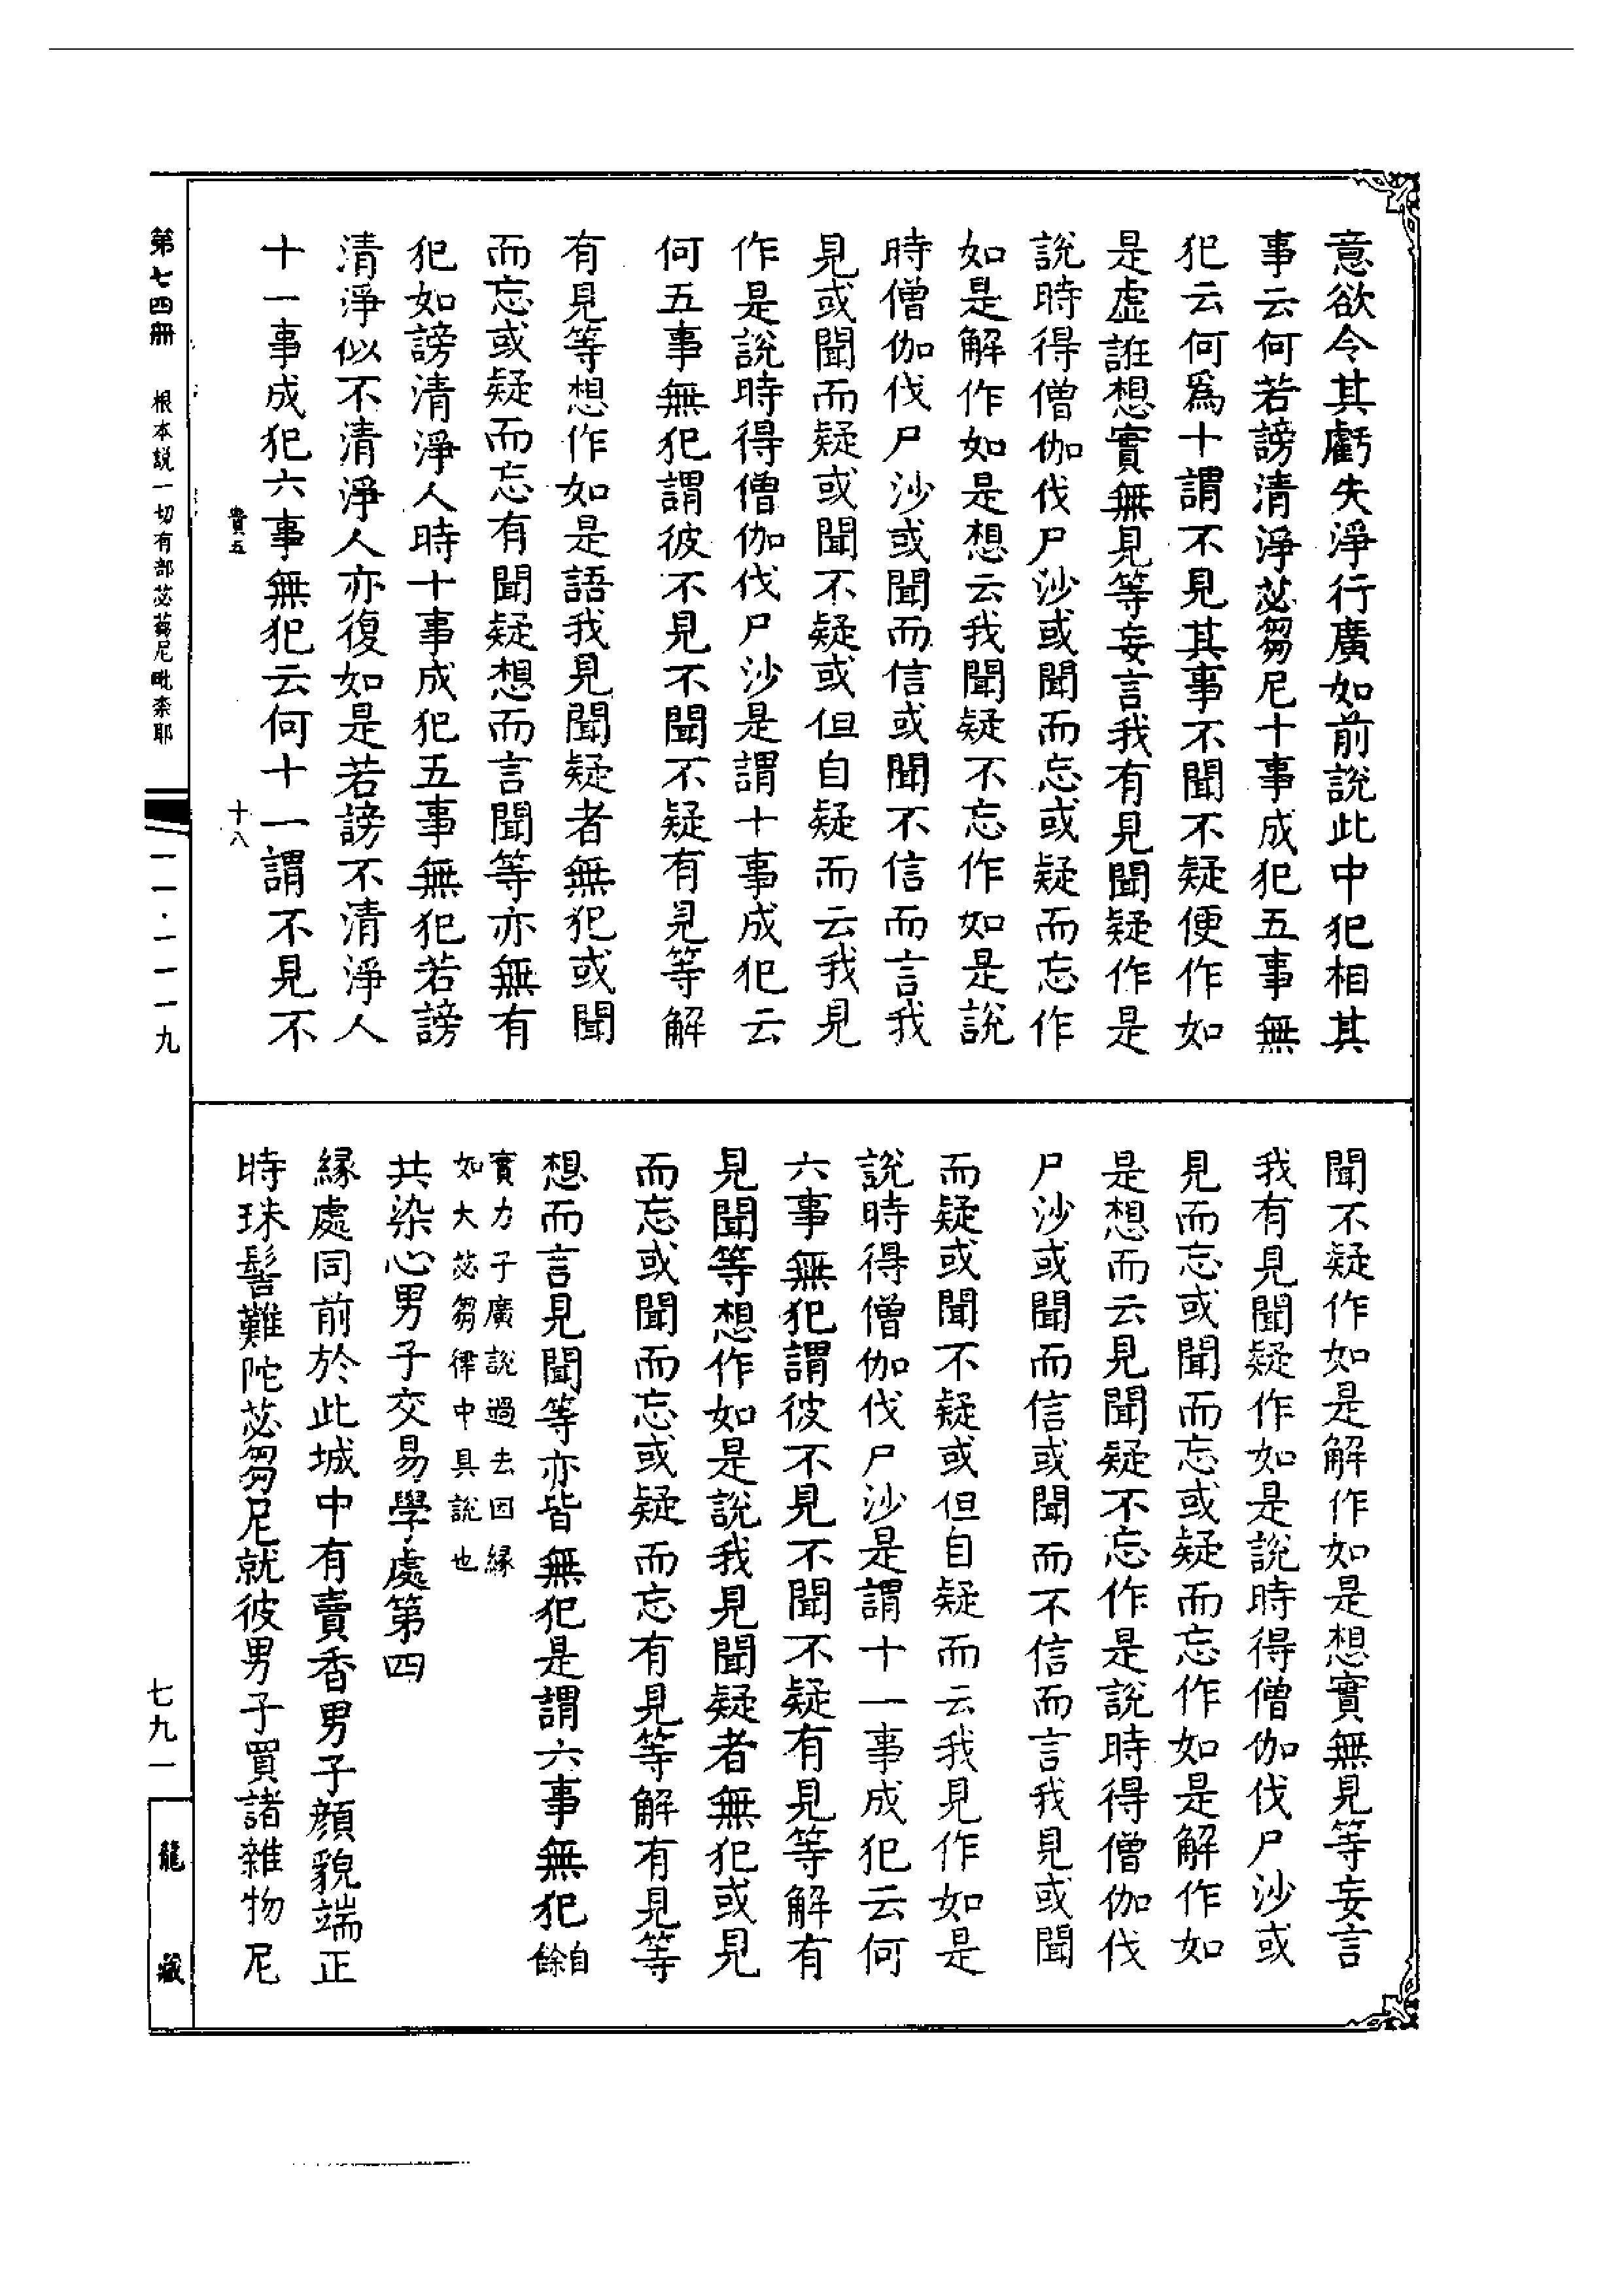 意欲令其虧失淨行廣如前說此中犯相其
事云何若謗清淨苾芻尼十事成犯五事無
犯云何爲十謂不見其事不聞不疑便作如
是虛誑想實無見等妄言我有見聞疑作是
說時得僧伽伐尸沙或聞而忘或疑而忘作
如是解作如是想云我聞疑不忘作如是說
時僧伽伐尸沙或聞而信或聞不信而言我
見或聞而疑或聞不疑或但自疑而云我見
作是說時得僧伽伐尸沙是謂十事成犯云
何五事無犯謂彼不見不聞不疑有見等解
有見等想作如是語我見聞疑者無犯或聞
而忘或疑而忘有聞疑想而言聞等亦無有
犯如謗清淨人時十事成犯五事無犯若謗
清淨似不清淨人亦復如是若謗不清淨人
十一事成犯六事無犯云何十一謂不見不
貴五 十八
聞不疑作如是解作如是想實無見等妄言
我有見聞疑作如是說時得僧伽伐尸沙或
見而忘或聞而忘或疑而忘作如是解作如
是想而云見聞疑不忘作是說時得僧伽伐
尸沙或聞而信或聞而不信而言我見或聞
而疑或聞不疑或但自疑而云我見作如是
說時得僧伽伐尸沙是謂十一事成犯云何
六事無犯謂彼不見不聞不疑有見等解有
見聞等想作如是說我見聞疑者無犯或見
而忘或聞而忘或疑而忘有見等解有見等
想而言見聞等亦皆無犯是謂六事無犯自餘
實力子廣說過去因緣
如大苾芻律中具說也
共染心男子交易學處第四
緣處同前於此城中有賣香男子顏貌端正
時珠髻難陀苾芻尼就彼男子買諸雜物尼
第七四册 根本説一切有部苾芻尼毗柰耶 一一·一一一九 七九一 龍藏